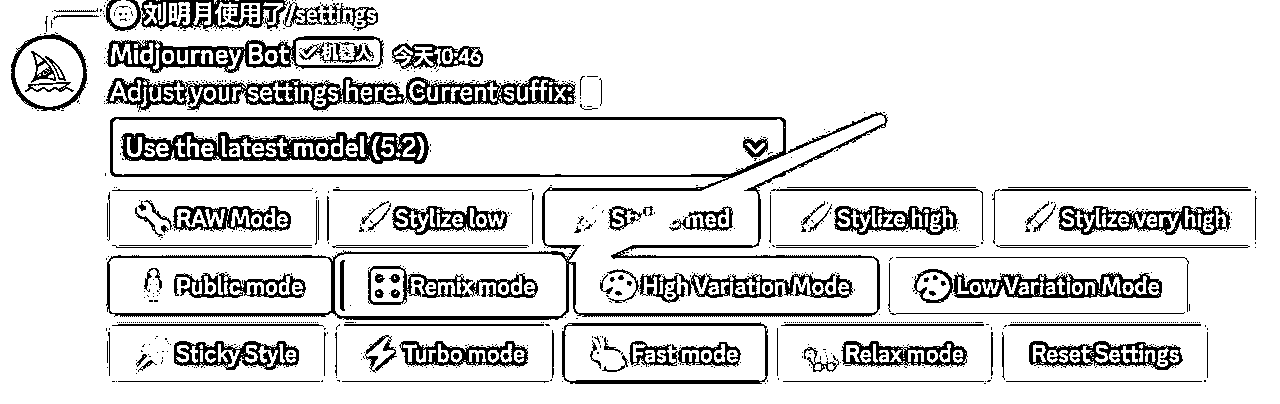 刘明月使用了/settings
Midjourney Bot 机器人 今天10:46
Adjust your settings here. Current suffix:
Use the latest model (5.2)
RAW Mode Stylize low med Stylize high Stylize very high
Public mode Remix mode High Variation Mode Low Variation Mode
Sticky Style Turbo mode Fast mode Relax mode Reset Settings